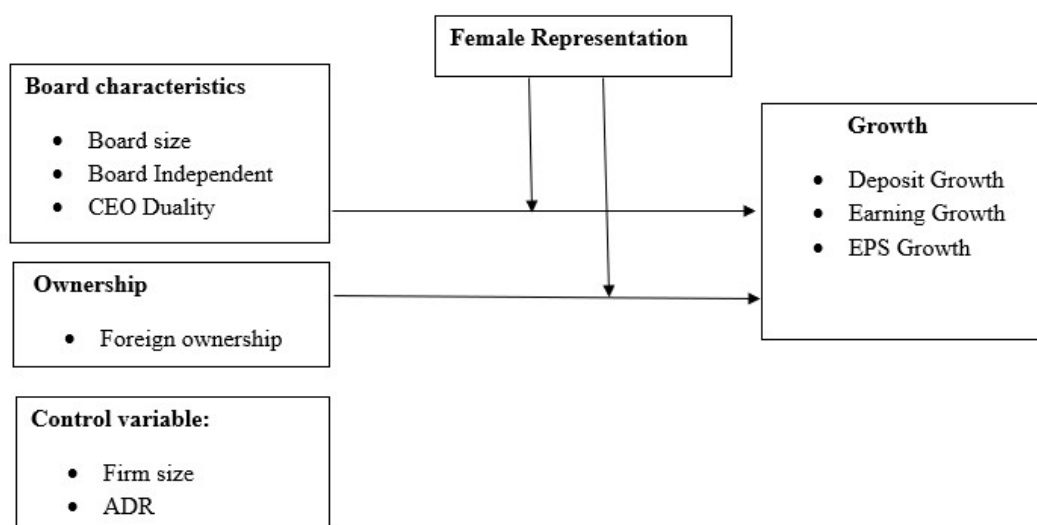 Female Representation
Board characteristics
Board size
Board Independent
CEO Duality
Growth
Deposit Growth
Earning Growth
EPS Growth
Ownership
Foreign ownership
Control variable:
Firm size
ADR